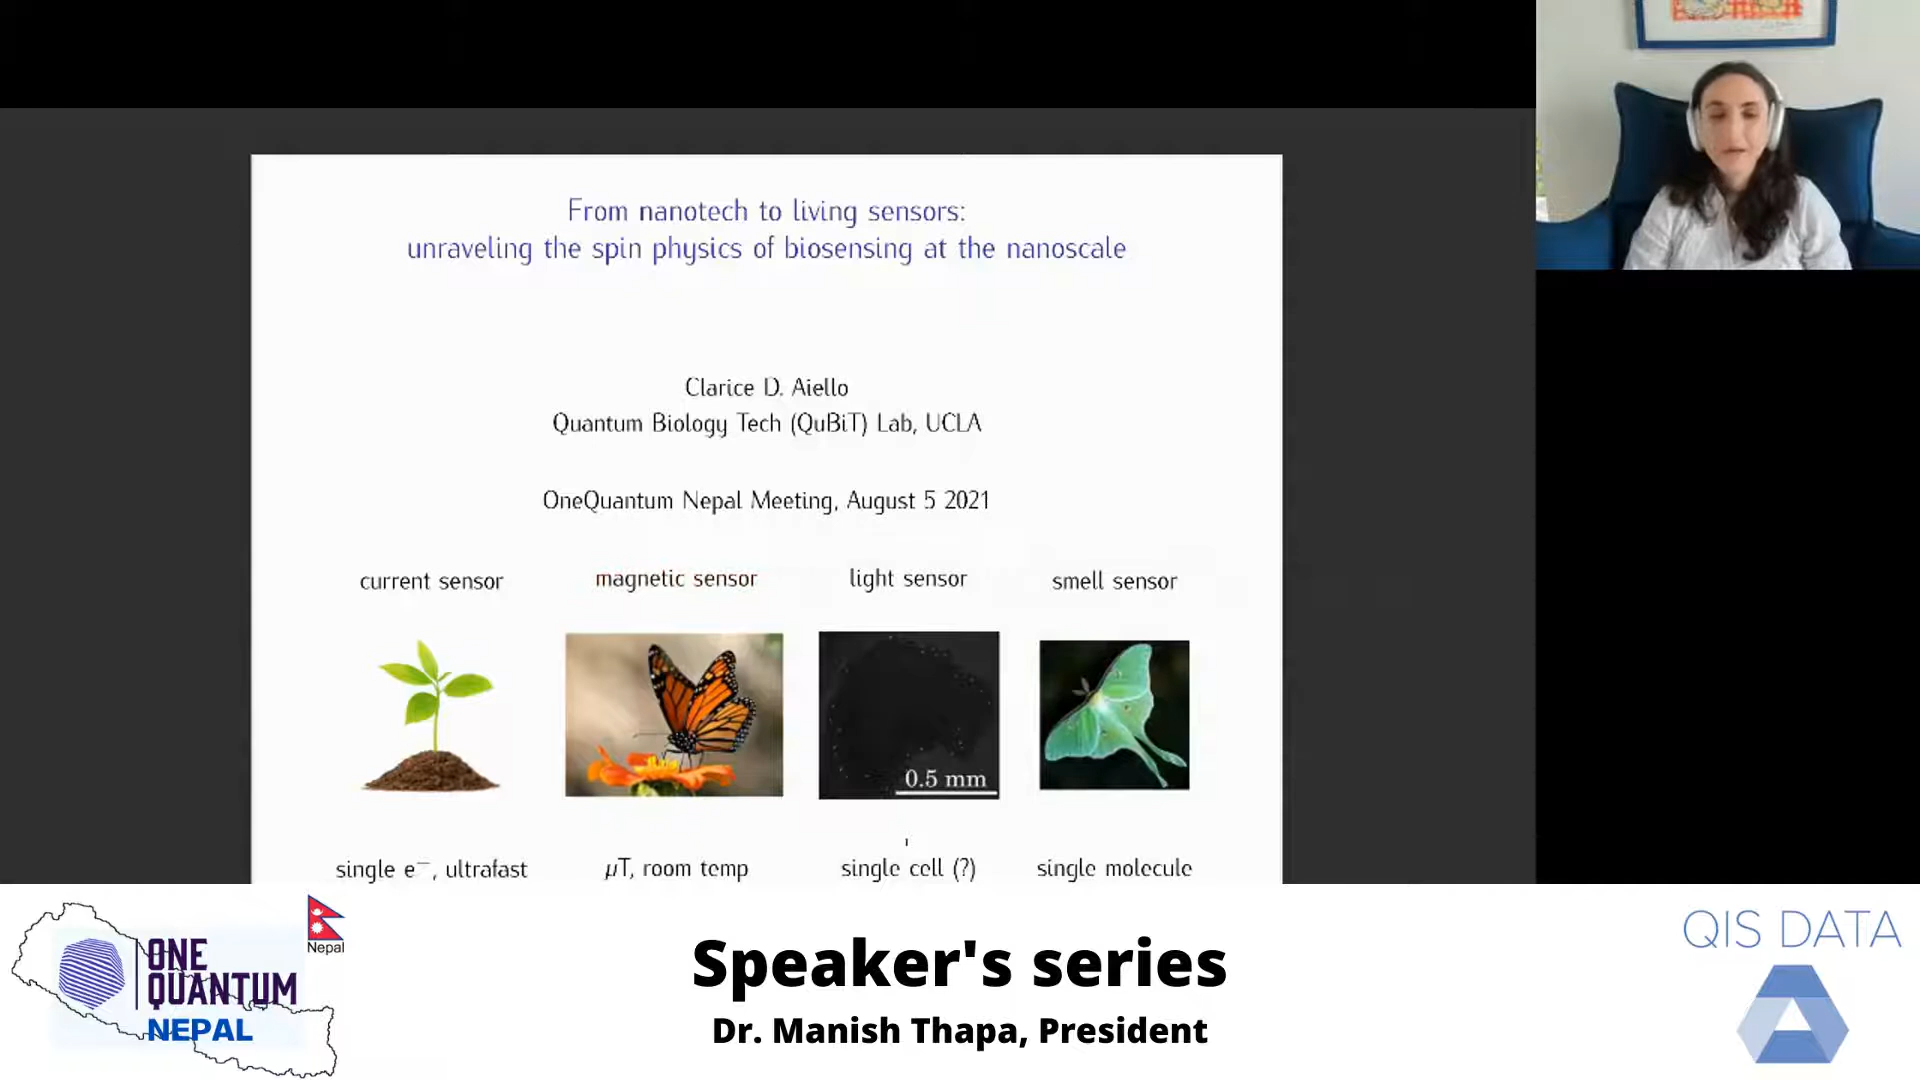 From nanotech to living sensors:
unraveling the spin physics of biosensing at the nanoscale
Clarice D. Aiello
Quantum Biology Tech (QuBiT) Lab, UCLA
OneQuantum Nepal Meeting, August 5 2021
current sensor
magnetic sensor
light sensor
smell sensor
0.5 mm
single e⁻, ultrafast
μT, room temp
single cell (?)
single molecule
Nepal
ONE
QUANTUM
NEPAL
Speaker's series
Dr. Manish Thapa, President
QIS DATA